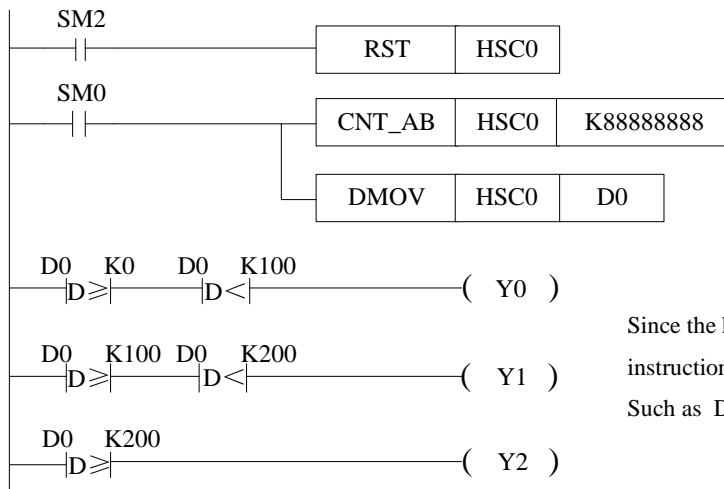 SM2
RST HSC0
SM0
CNT_AB HSC0 K88888888
DMOV HSC0 D0
D0 K0 D0 K100
D≥ D< ( Y0 )
D0 K100 D0 K200
D≥ D< ( Y1 )
D0 K200
D≥ ( Y2 )
Since the
instruction
Such as